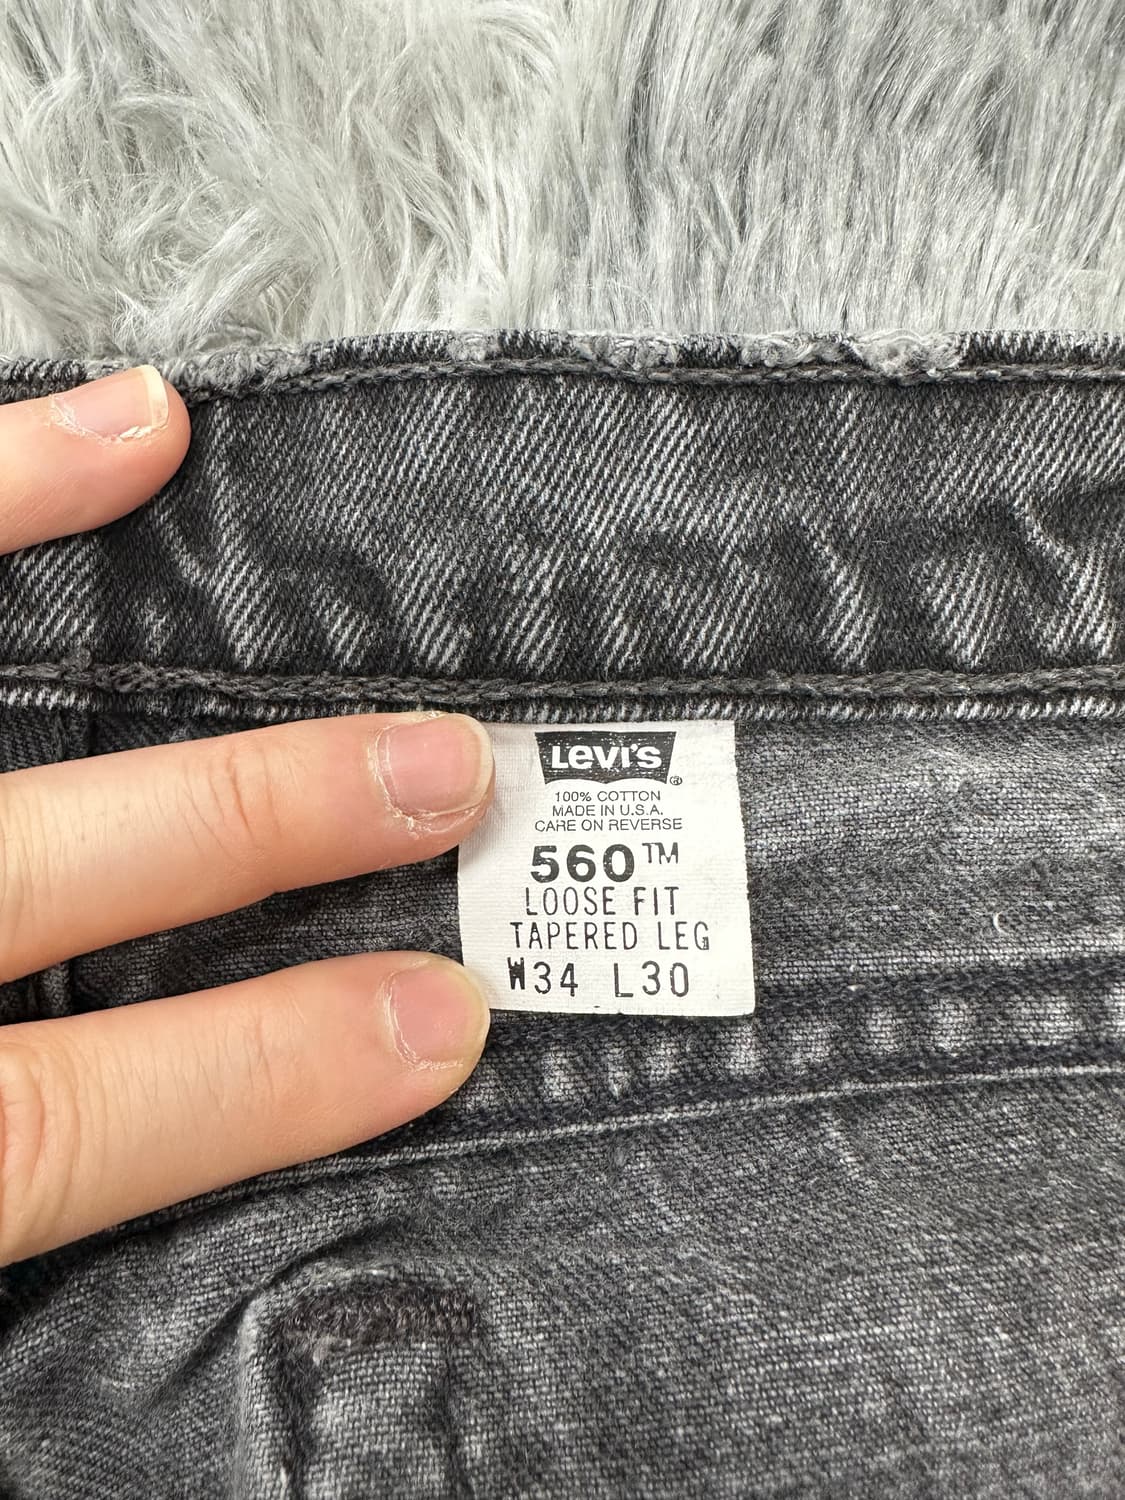 Levi's ®
100% COTTON
MADE IN U.S.A.
CARE ON REVERSE
560™
LOOSE FIT
TAPERED LEG
W34 L30